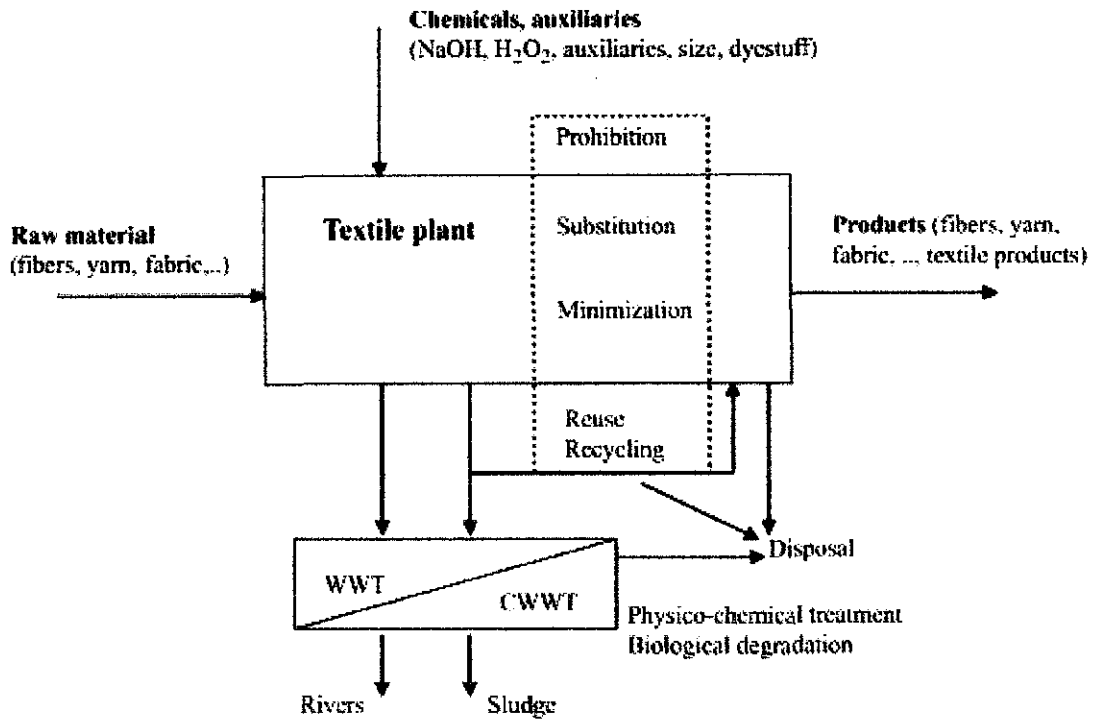 Chemicals, auxiliaries
(NaOH, H2O2, auxiliaries, size, dyestuff)
Prohibition
Textile plant
Substitution
Raw material
(fibers, yarn, fabric,..)
Products (fibers, yarn,
fabric, .., textile products)
Minimization
Reuse
Recycling
Disposal
WWT
CWWT
Physico-chemical treatment
Biological degradation
Rivers
Sludge